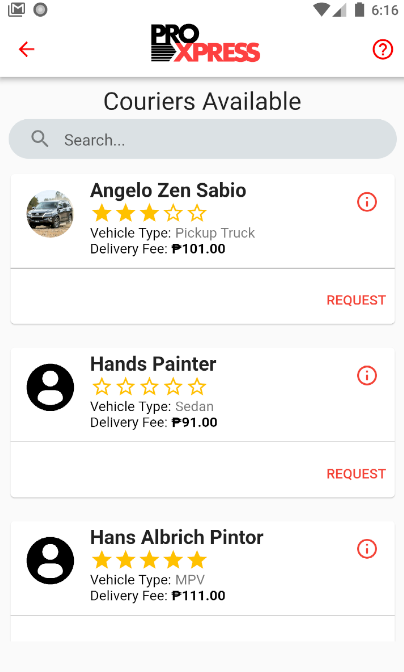 6:16
PRO
XPRESS
Couriers Available
Search...
Angelo Zen Sabio
Vehicle Type: Pickup Truck
Delivery Fee: ₱101.00
REQUEST
Hands Painter
Vehicle Type: Sedan
Delivery Fee: ₱91.00
REQUEST
Hans Albrich Pintor
Vehicle Type: MPV
Delivery Fee: ₱111.00